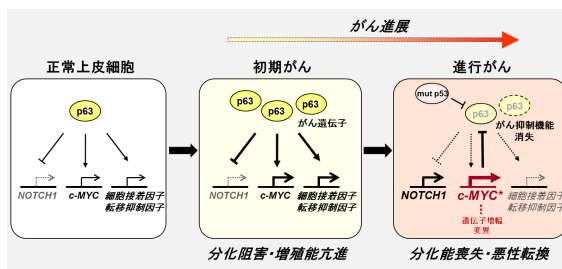 がん進展
正常上皮細胞
初期がん
進行がん
p63
NOTCH1
c-MYC
細胞接着因子
転移抑制因子
p63
p63
p63
がん遺伝子
NOTCH1
c-MYC
細胞接着因子
転移抑制因子
分化阻害・増殖能亢進
mut p53
p63
p63
がん抑制機能
消失
NOTCH1
c-MYC*
細胞接着因子
転移抑制因子
遺伝子増幅
変異
分化能喪失・悪性転換